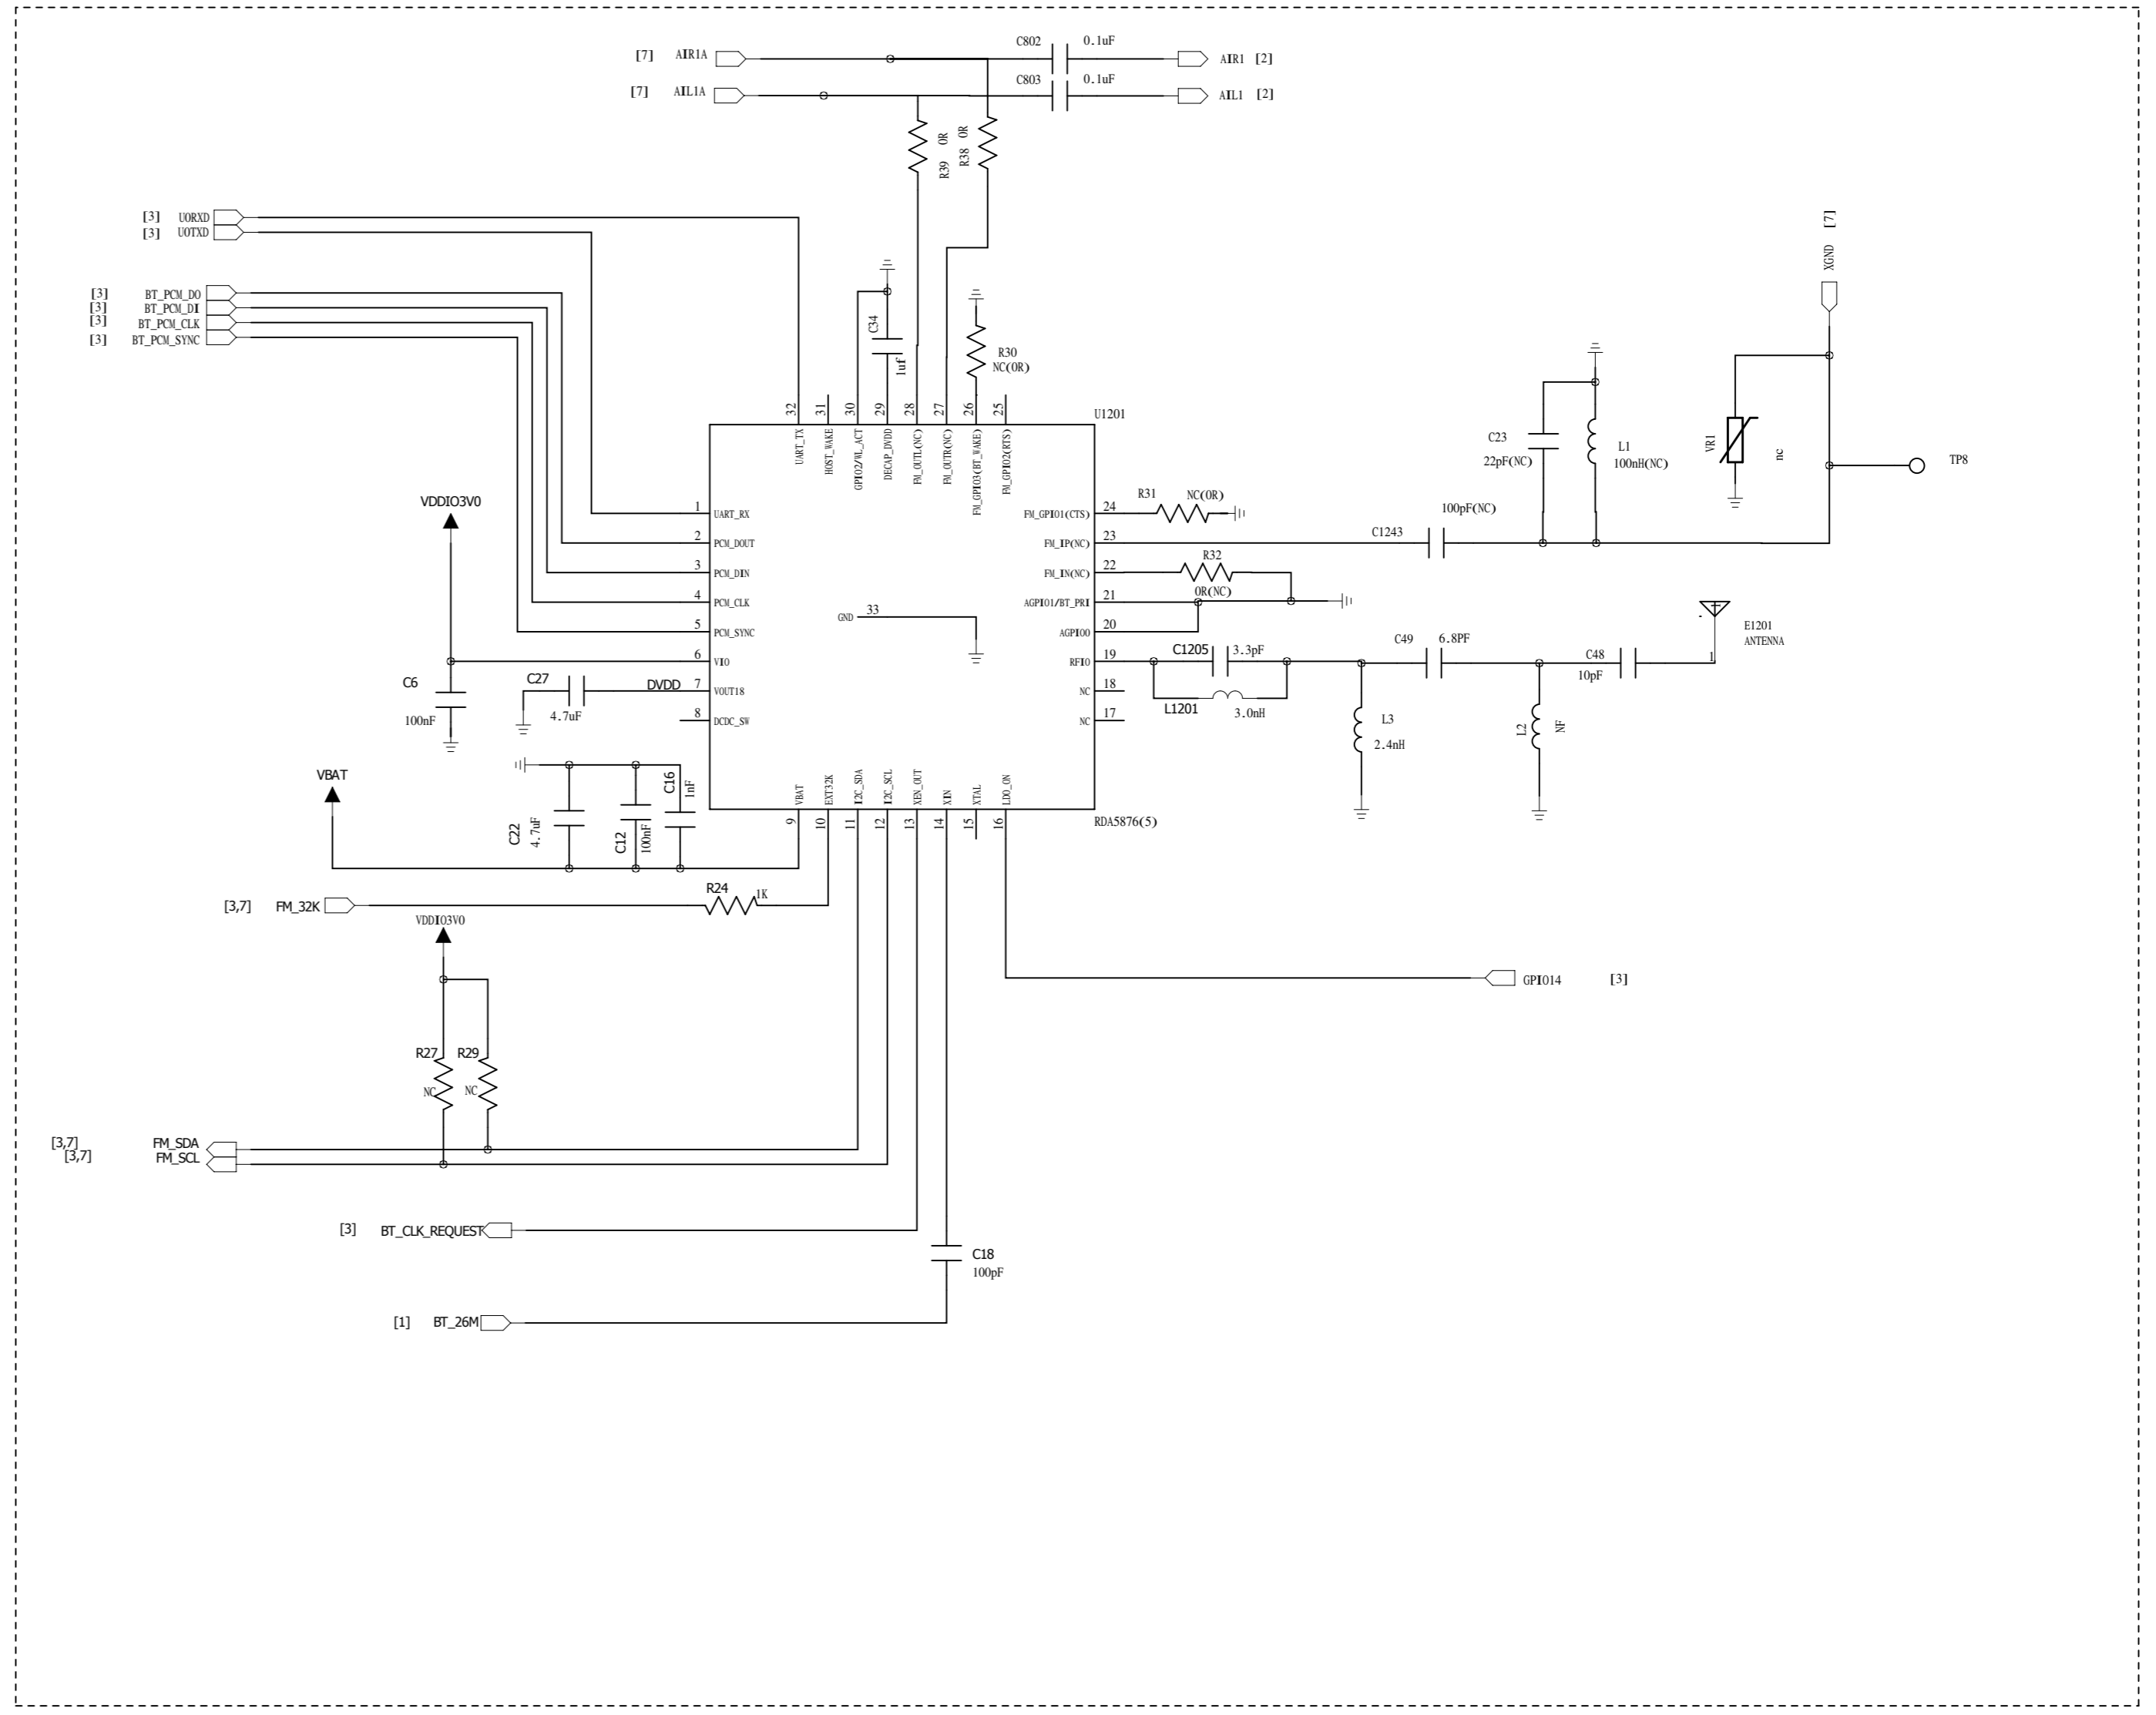 [7] AIR1A
C802 0.1uF
AIR1 [2]
[7] AIL1A
C803 0.1uF
AIL1 [2]
R39 0R
R38 0R
[3] UORXD
[3] UOTXD
[3] BT_PCM_DO
[3] BT_PCM_DI
[3] BT_PCM_CLK
[3] BT_PCM_SYNC
C34
1uf
R30
NC(0R)
XGND [7]
U1201
32 UART_TX
31 HOST_WAKE
30 GPIO2/WL_ACT
29 DECAP_DVDD
28 FM_OUTL(NC)
27 FM_OUTR(NC)
26 FM_GPIO3(BT_WAKE)
25 FM_GPIO2(RTS)
C23
22pF(NC)
L1
100nH(NC)
VR1
nc
TP8
VDDIO3V0
1 UART_RX
2 PCM_DOUT
3 PCM_DIN
4 PCM_CLK
5 PCM_SYNC
6 VIO
7 VOUT18
8 DCDC_SW
GND 33
FM_GPIO1(CTS) 24
FM_IP(NC) 23
FM_IN(NC) 22
AGPIO1/BT_PRI 21
AGPIO0 20
RFIO 19
NC 18
NC 17
R31 NC(0R)
C1243
100pF(NC)
R32
0R(NC)
C1205 3.3pF
L1201 3.0nH
C49 6.8PF
C48
10pF
1
E1201
ANTENNA
L3
2.4nH
L2
NF
C6
100nF
C27
4.7uF
DVDD
VBAT
C22
4.7uF
C12
100nF
C16
1nF
9 VBAT
10 EXT32K
11 I2C_SDA
12 I2C_SCL
13 XEN_OUT
14 XIN
15 XTAL
16 LDO_ON
RDA5876(5)
[3,7] FM_32K
R24
1K
VDDIO3V0
GPIO14 [3]
R27
NC
R29
NC
[3,7] FM_SDA
[3,7] FM_SCL
[3] BT_CLK_REQUEST
C18
100pF
[1] BT_26M